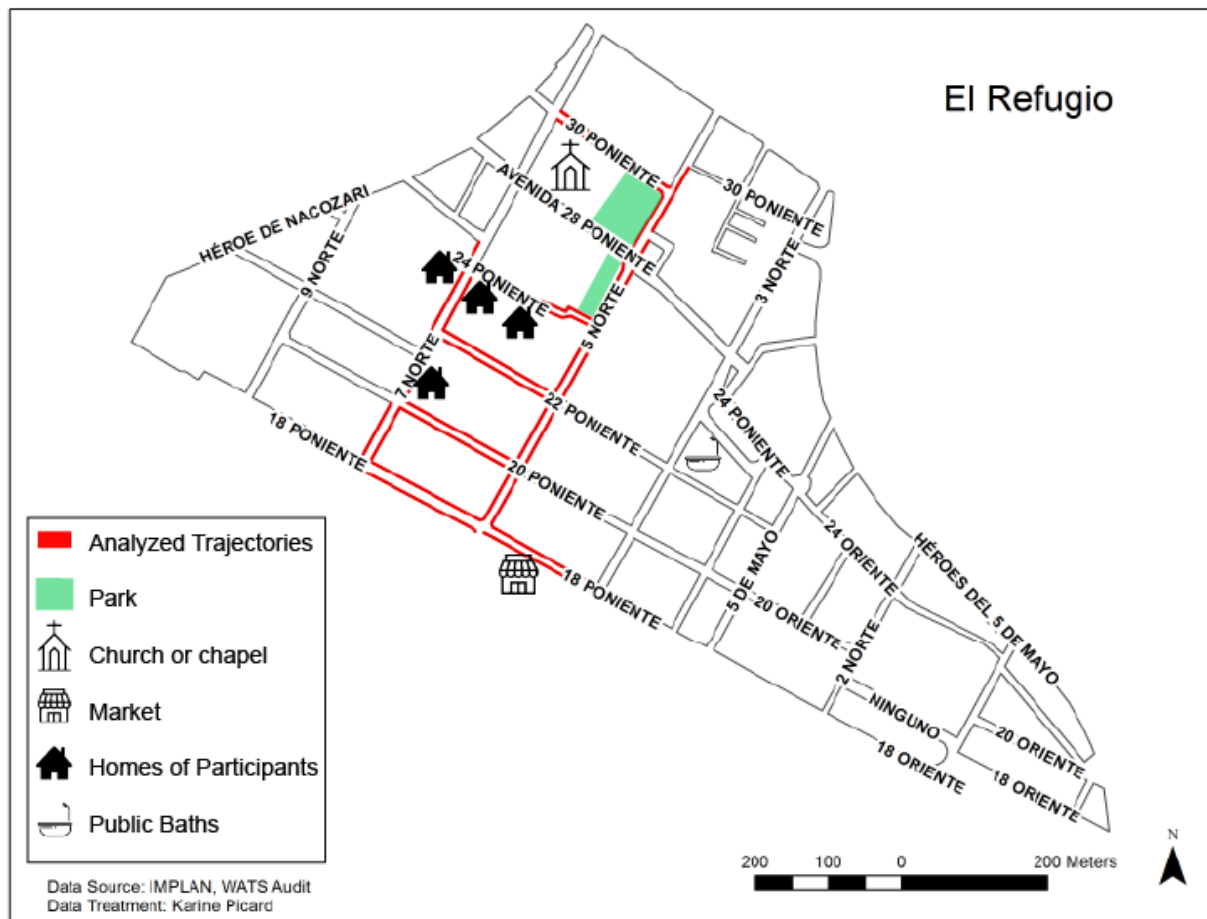 El Refugio
30 PONIENTE
AVENIDA 28 PONIENTE
30 PONIENTE
HÉROE DE NACOZARI
9 NORTE
24 PONIENTE
3 NORTE
5 NORTE
7 NORTE
22 PONIENTE
24 PONIENTE
18 PONIENTE
20 PONIENTE
24 ORIENTE
HÉROES DEL 5 DE MAYO
18 PONIENTE
5 DE MAYO
20 ORIENTE
2 NORTE
NINGUNO
20 ORIENTE
18 ORIENTE
18 ORIENTE
Analyzed Trajectories
Park
Church or chapel
Market
Homes of Participants
Public Baths
Data Source: IMPLAN, WATS Audit
Data Treatment: Karine Picard
200 100 0 200 Meters
N